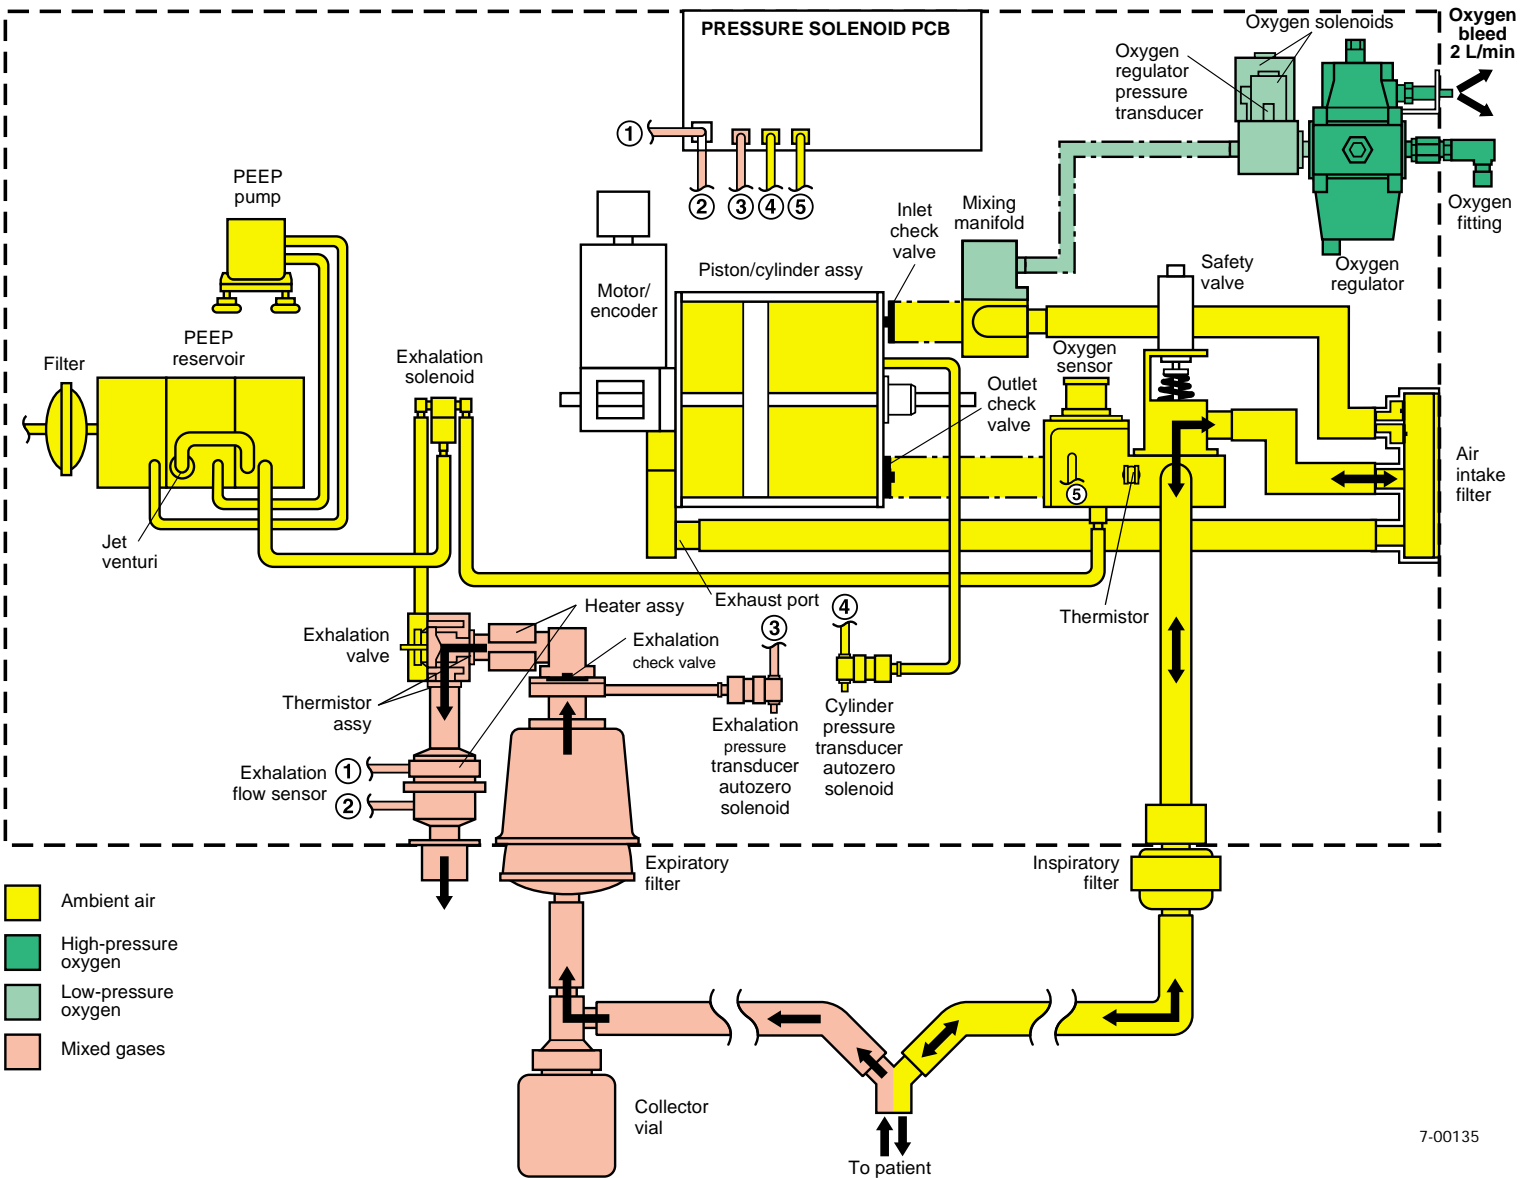 PRESSURE SOLENOID PCB
Oxygen solenoids
Oxygen
bleed
2 L/min
Oxygen
regulator
pressure
transducer
1
2
3
4
5
PEEP
pump
Inlet
check
valve
Mixing
manifold
Oxygen
fitting
Oxygen
regulator
Safety
valve
Piston/cylinder assy
Motor/
encoder
PEEP
reservoir
Filter
Exhalation
solenoid
Oxygen
sensor
Outlet
check
valve
Air
intake
filter
5
Jet
venturi
Exhaust port
Thermistor
Heater assy
4
3
Exhalation
valve
Exhalation
check valve
Thermistor
assy
Exhalation
pressure
transducer
autozero
solenoid
Cylinder
pressure
transducer
autozero
solenoid
1
Exhalation
flow sensor
2
Expiratory
filter
Inspiratory
filter
Ambient air
High-pressure
oxygen
Low-pressure
oxygen
Mixed gases
Collector
vial
To patient
7-00135